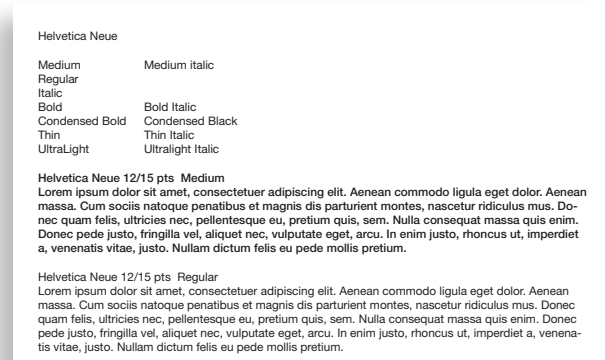 Helvetica Neue
Medium Medium italic
Regular
Italic
Bold Bold Italic
Condensed Bold Condensed Black
Thin Thin Italic
UltraLight Ultralight Italic
Helvetica Neue 12/15 pts  Medium
Lorem ipsum dolor sit amet, consectetuer adipiscing elit. Aenean commodo ligula eget dolor. Aenean
massa. Cum sociis natoque penatibus et magnis dis parturient montes, nascetur ridiculus mus. Do-
nec quam felis, ultricies nec, pellentesque eu, pretium quis, sem. Nulla consequat massa quis enim.
Donec pede justo, fringilla vel, aliquet nec, vulputate eget, arcu. In enim justo, rhoncus ut, imperdiet
a, venenatis vitae, justo. Nullam dictum felis eu pede mollis pretium.
Helvetica Neue 12/15 pts  Regular
Lorem ipsum dolor sit amet, consectetuer adipiscing elit. Aenean commodo ligula eget dolor. Aenean
massa. Cum sociis natoque penatibus et magnis dis parturient montes, nascetur ridiculus mus. Donec
quam felis, ultricies nec, pellentesque eu, pretium quis, sem. Nulla consequat massa quis enim. Donec
pede justo, fringilla vel, aliquet nec, vulputate eget, arcu. In enim justo, rhoncus ut, imperdiet a, venena-
tis vitae, justo. Nullam dictum felis eu pede mollis pretium.